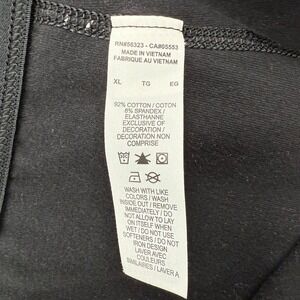 RN#56323 - CA#05553
MADE IN VIETNAM
FABRIQUE AU VIETNAM
XL TG EG
92% COTTON / COTON
8% SPANDEX /
ELASTHANNE
EXCLUSIVE OF
DECORATION /
DECORATION NON
COMPRISE
WASH WITH LIKE
COLORS / WASH
INSIDE OUT / REMOVE
IMMEDIATELY / DO
NOT ALLOW TO LAY
ON ITSELF WHEN
WET / DO NOT USE
SOFTENERS / DO NOT
IRON DESIGN
LAVER AVEC
COULEURS
SIMILAIRES / LAVER A